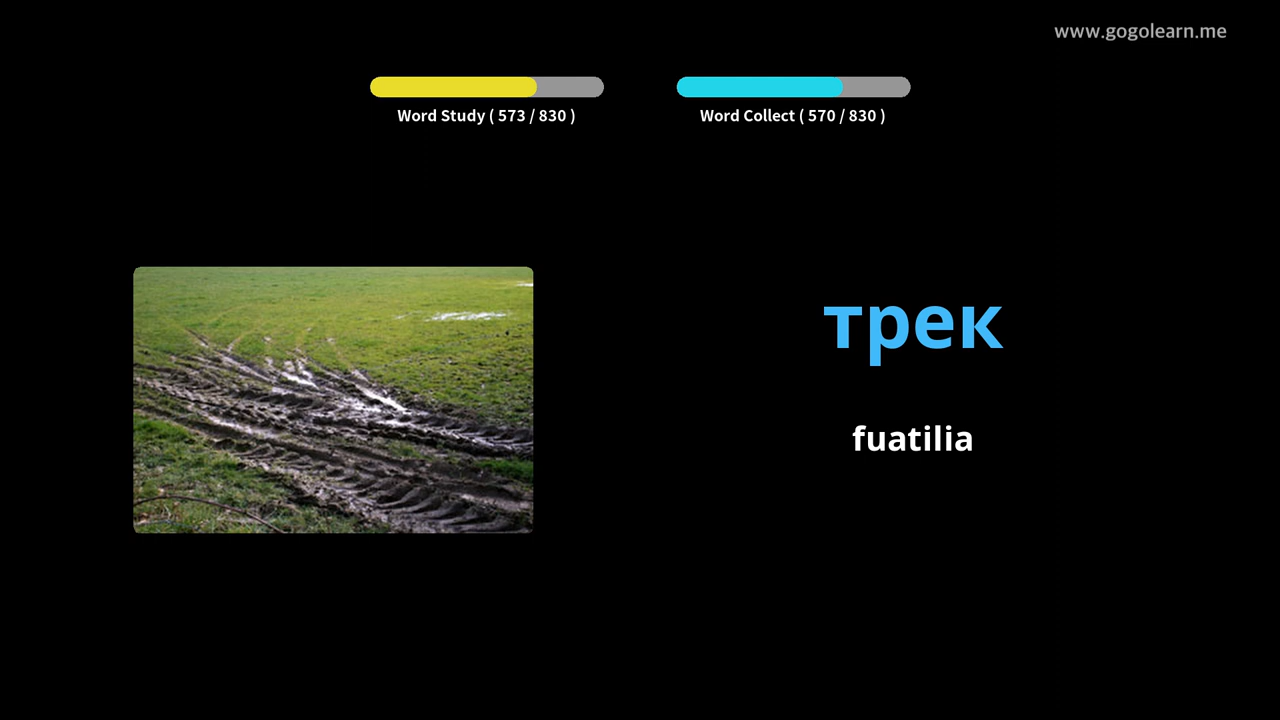 www.gogolearn.me
Word Study ( 573 / 830 )
Word Collect ( 570 / 830 )
трек
fuatilia